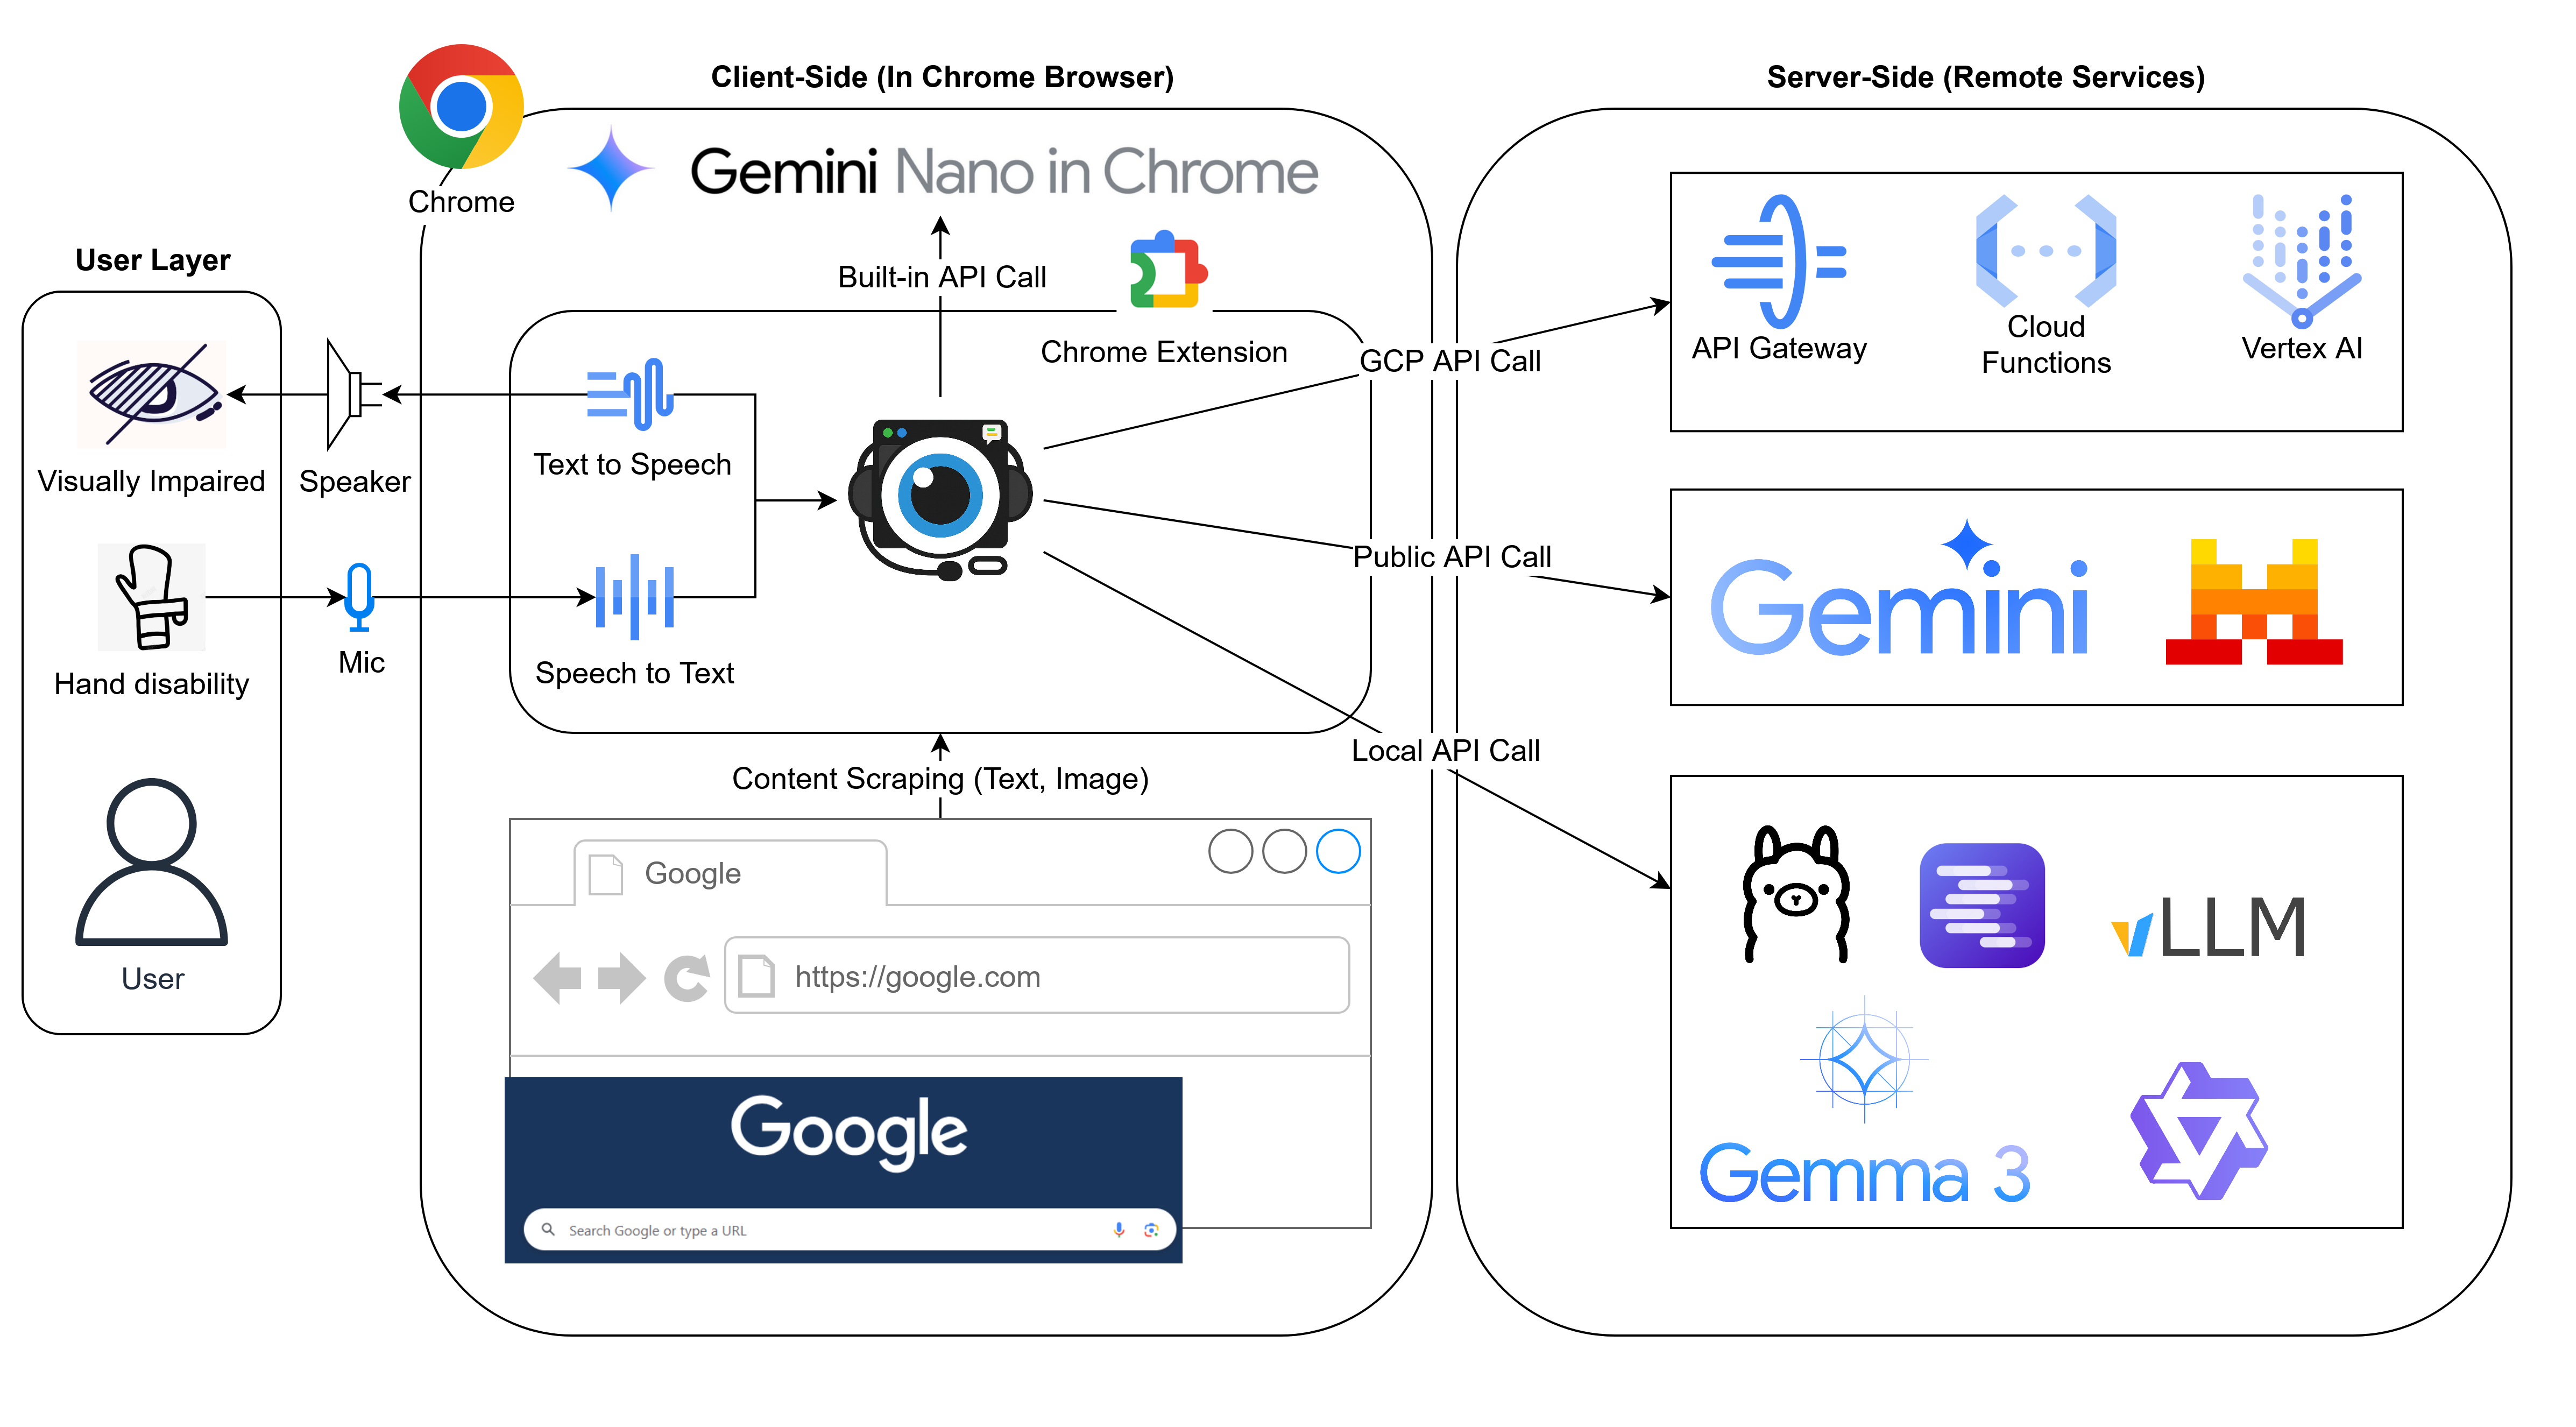 Client-Side (In Chrome Browser)
Server-Side (Remote Services)
Chrome
Gemini Nano in Chrome
User Layer
Built-in API Call
Chrome Extension
Visually Impaired
Speaker
Text to Speech
Hand disability
Mic
Speech to Text
User
GCP API Call
Public API Call
Local API Call
Content Scraping (Text, Image)
Google
https://google.com
Google
Search Google or type a URL
API Gateway
Cloud
Functions
Vertex AI
Gemini
vLLM
Gemma 3